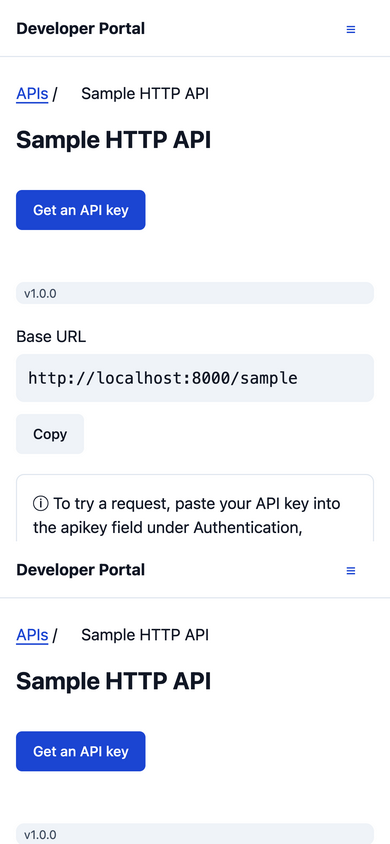 Developer Portal ≡
APIs / Sample HTTP API
Sample HTTP API
Get an API key
v1.0.0
Base URL
http://localhost:8000/sample
Copy
ⓘ To try a request, paste your API key into
the apikey field under Authentication,
Developer Portal ≡
APIs / Sample HTTP API
Sample HTTP API
Get an API key
v1.0.0